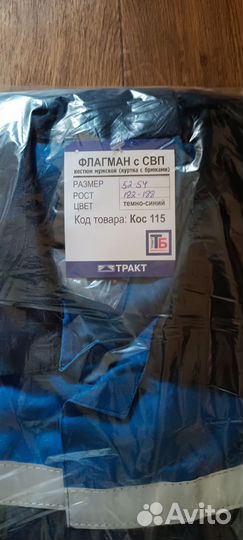 ФЛАГМАН с СВП
костюм мужской (куртка с брюками)
РАЗМЕР 52-54
РОСТ 182-188
ЦВЕТ темно-синий
Код товара: Кос 115
ТБ
ТРАКТ
Avito